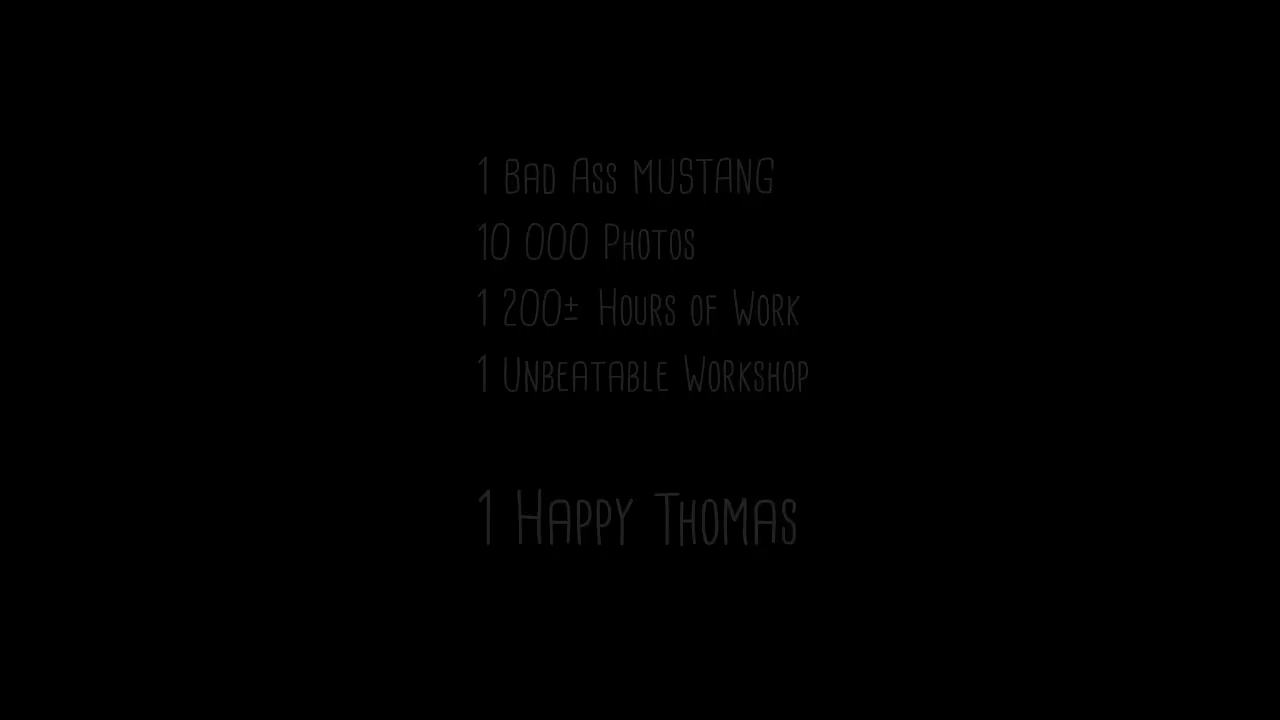 1 Bad Ass MUSTANG
10 000 Photos
1 200± Hours of Work
1 Unbeatable Workshop
1 Happy Thomas